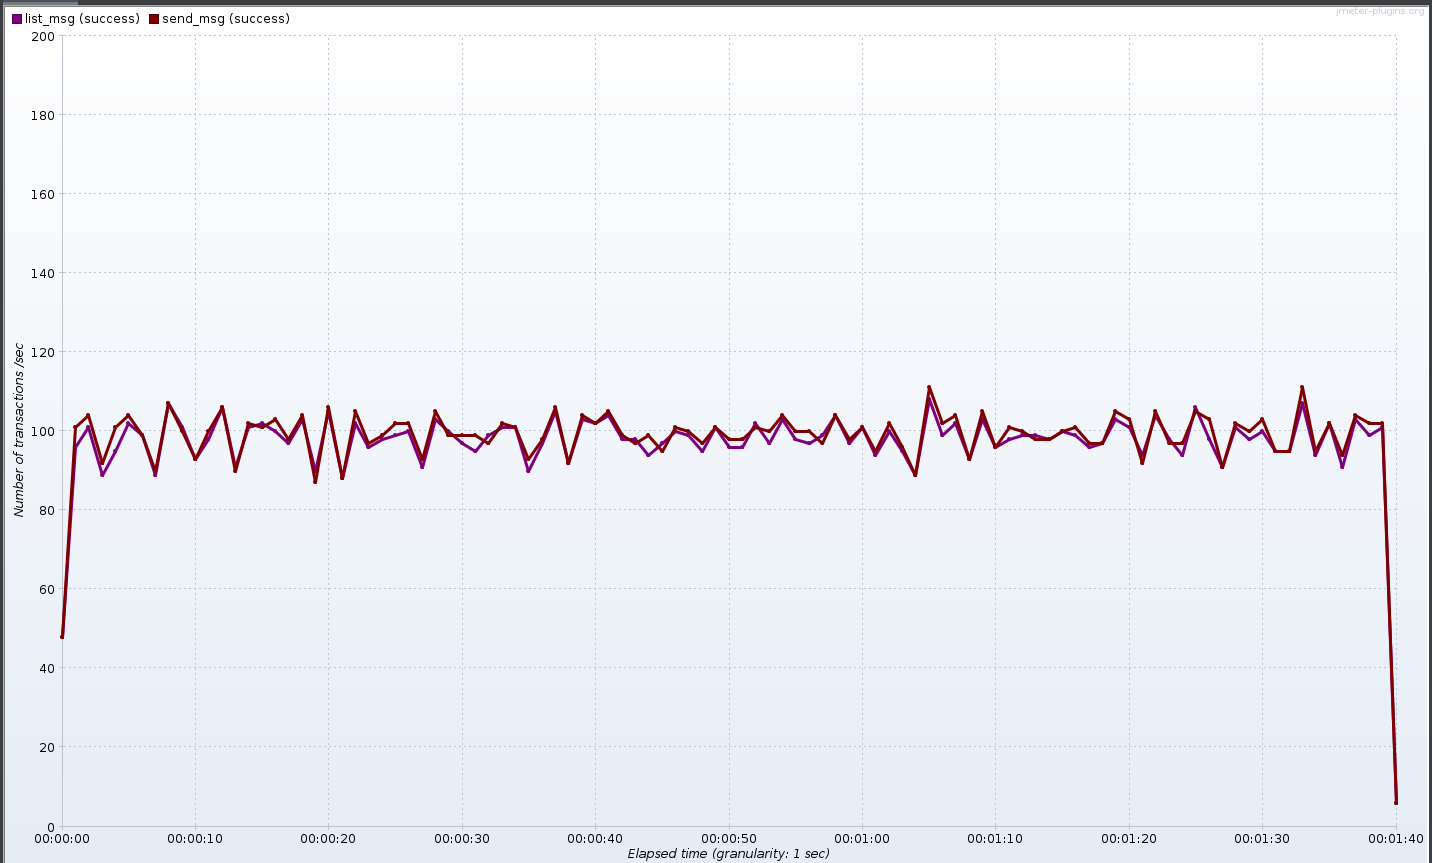 jmeter-plugins.org
list_msg (success) send_msg (success)
200
180
160
140
120
100
80
60
40
20
0
Number of transactions /sec
00:00:00 00:00:10 00:00:20 00:00:30 00:00:40 00:00:50 00:01:00 00:01:10 00:01:20 00:01:30 00:01:40
Elapsed time (granularity: 1 sec)